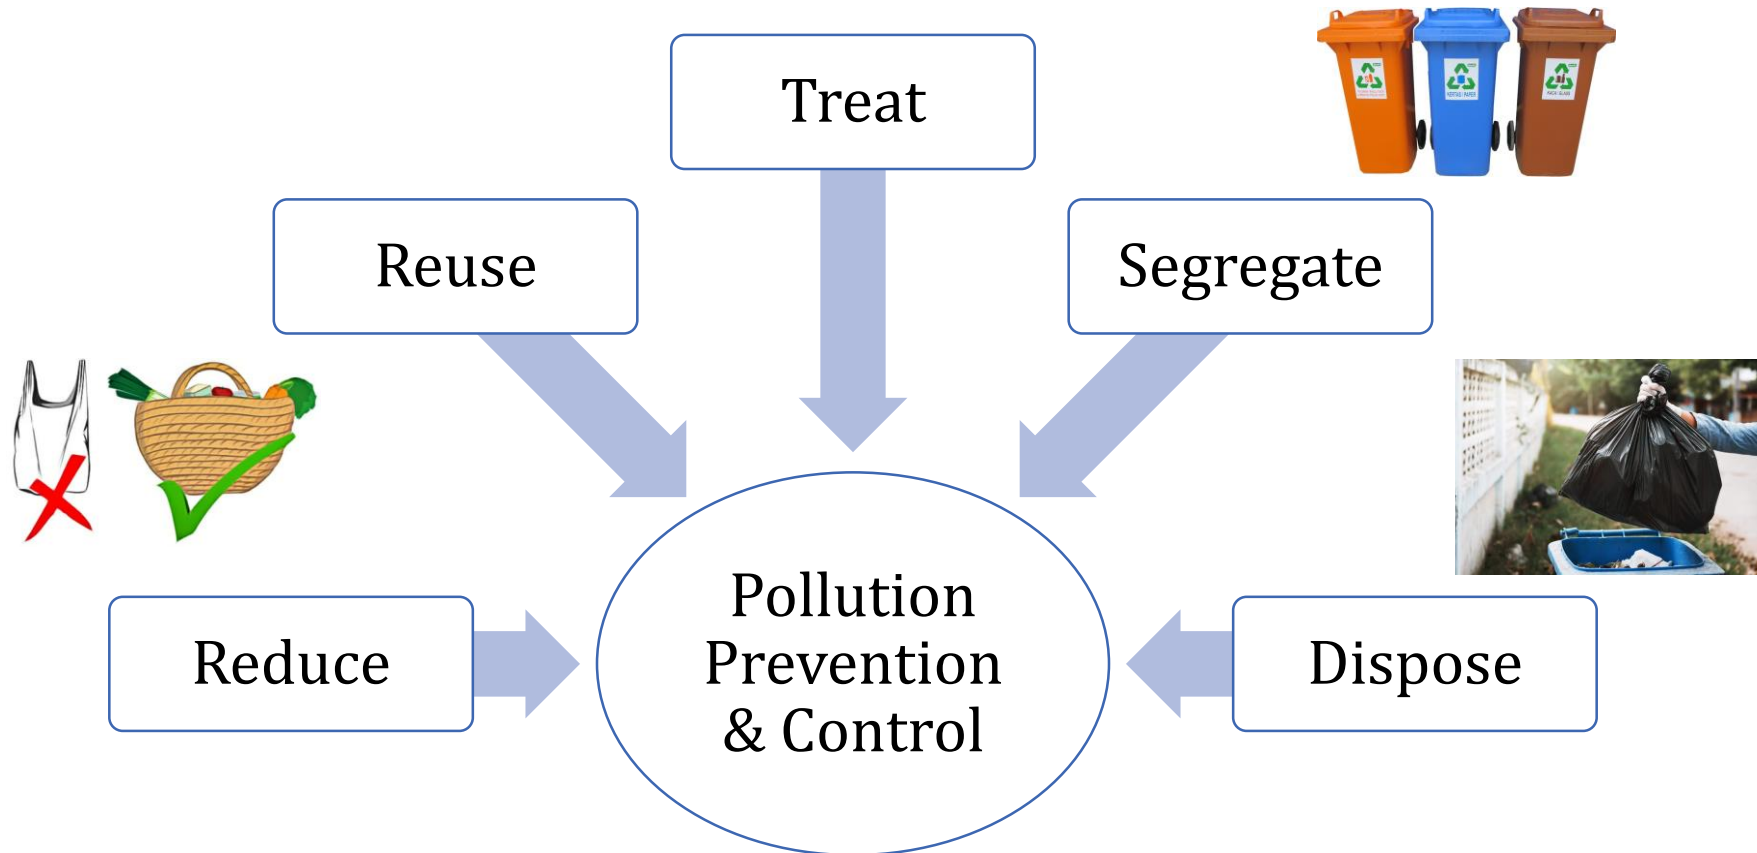 Treat
Reuse
Segregate
Reduce
Pollution
Prevention
& Control
Dispose